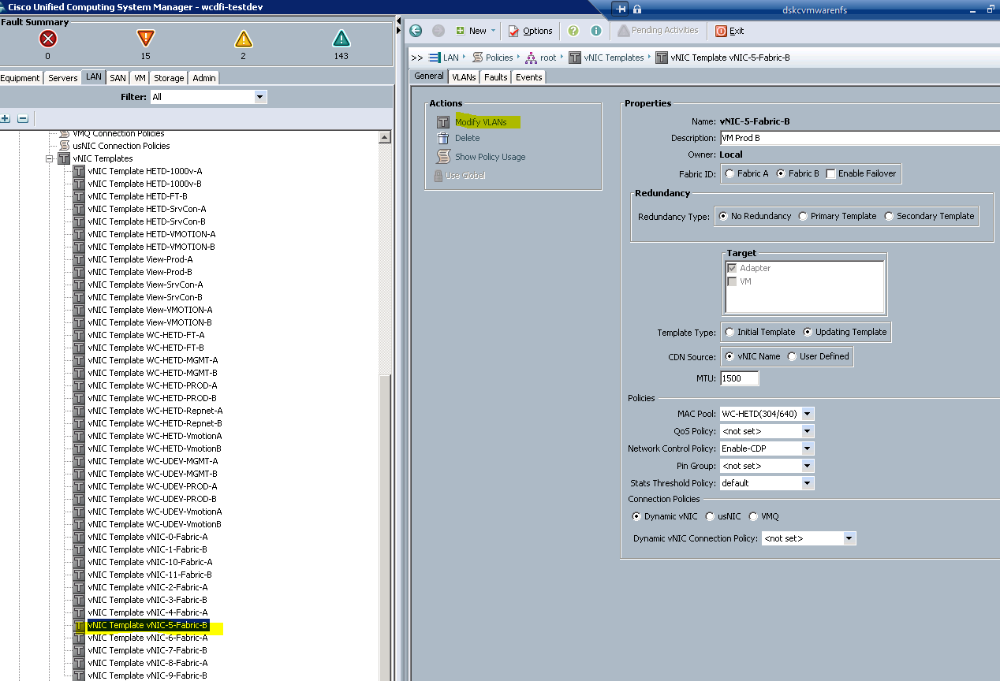 Cisco Unified Computing System Manager - wcdfi-testdev
dskcvmwarenfs
Fault Summary
0 15 2 143
Equipment Servers LAN SAN VM Storage Admin
Filter: All
VMQ Connection Policies
usNIC Connection Policies
vNIC Templates
vNIC Template HETD-1000v-A
vNIC Template HETD-1000v-B
vNIC Template HETD-FT-B
vNIC Template HETD-SrvCon-A
vNIC Template HETD-SrvCon-B
vNIC Template HETD-VMOTION-A
vNIC Template HETD-VMOTION-B
vNIC Template View-Prod-A
vNIC Template View-Prod-B
vNIC Template View-SrvCon-A
vNIC Template View-SrvCon-B
vNIC Template View-VMOTION-A
vNIC Template View-VMOTION-B
vNIC Template WC-HETD-FT-A
vNIC Template WC-HETD-FT-B
vNIC Template WC-HETD-MGMT-A
vNIC Template WC-HETD-MGMT-B
vNIC Template WC-HETD-PROD-A
vNIC Template WC-HETD-PROD-B
vNIC Template WC-HETD-Repnet-A
vNIC Template WC-HETD-Repnet-B
vNIC Template WC-HETD-VmotionA
vNIC Template WC-HETD-VmotionB
vNIC Template WC-UDEV-MGMT-A
vNIC Template WC-UDEV-MGMT-B
vNIC Template WC-UDEV-PROD-A
vNIC Template WC-UDEV-PROD-B
vNIC Template WC-UDEV-VmotionA
vNIC Template WC-UDEV-VmotionB
vNIC Template vNIC-0-Fabric-A
vNIC Template vNIC-1-Fabric-B
vNIC Template vNIC-10-Fabric-A
vNIC Template vNIC-11-Fabric-B
vNIC Template vNIC-2-Fabric-A
vNIC Template vNIC-3-Fabric-B
vNIC Template vNIC-4-Fabric-A
vNIC Template vNIC-5-Fabric-B
vNIC Template vNIC-6-Fabric-A
vNIC Template vNIC-7-Fabric-B
vNIC Template vNIC-8-Fabric-A
vNIC Template vNIC-9-Fabric-B
New Options Pending Activities Exit
>> LAN Policies root vNIC Templates vNIC Template vNIC-5-Fabric-B
General VLANs Faults Events
Actions
Modify VLANs
Delete
Show Policy Usage
Use Global
Properties
Name: vNIC-5-Fabric-B
Description: VM Prod B
Owner: Local
Fabric ID: Fabric A Fabric B Enable Failover
Redundancy
Redundancy Type: No Redundancy Primary Template Secondary Template
Target
Adapter
VM
Template Type: Initial Template Updating Template
CDN Source: vNIC Name User Defined
MTU: 1500
Policies
MAC Pool: WC-HETD(304/640)
QoS Policy: <not set>
Network Control Policy: Enable-CDP
Pin Group: <not set>
Stats Threshold Policy: default
Connection Policies
Dynamic vNIC usNIC VMQ
Dynamic vNIC Connection Policy: <not set>